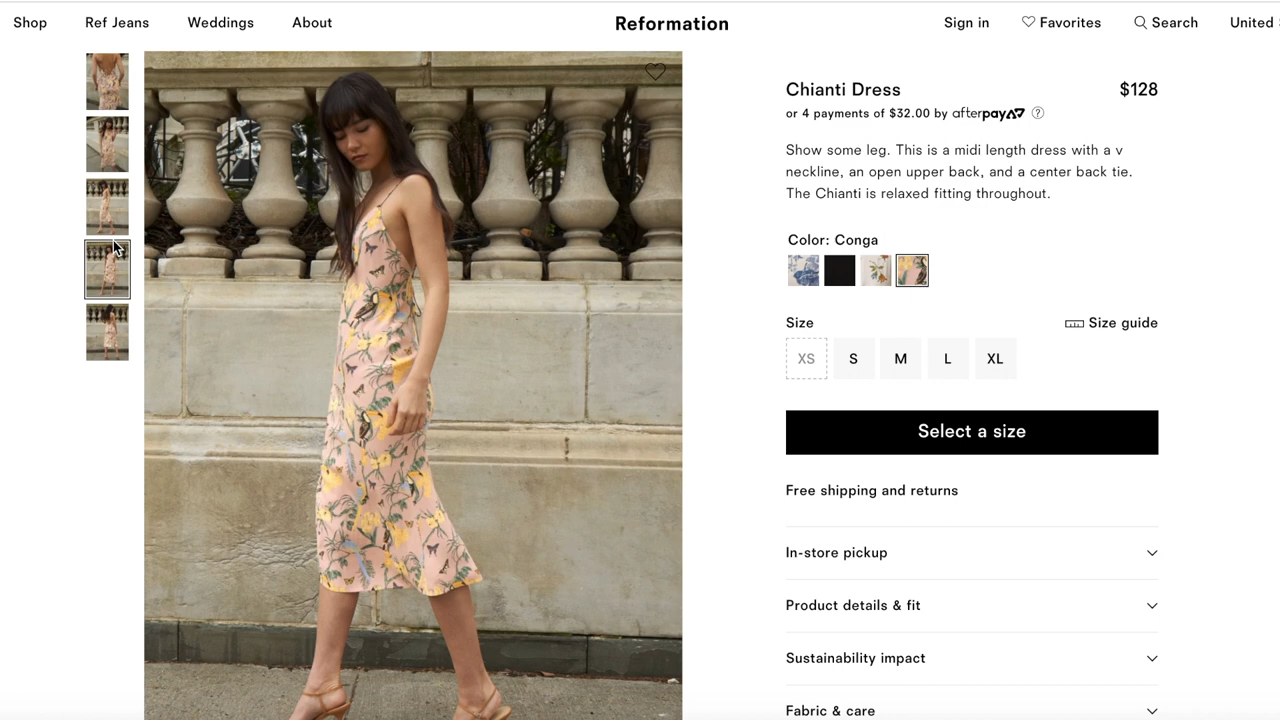 Shop Ref Jeans Weddings About Reformation Sign in Favorites Search United
Chianti Dress $128
or 4 payments of $32.00 by afterpay ?
Show some leg. This is a midi length dress with a v
neckline, an open upper back, and a center back tie.
The Chianti is relaxed fitting throughout.
Color: Conga
Size Size guide
XS S M L XL
Select a size
Free shipping and returns
In-store pickup
Product details & fit
Sustainability impact
Fabric & care